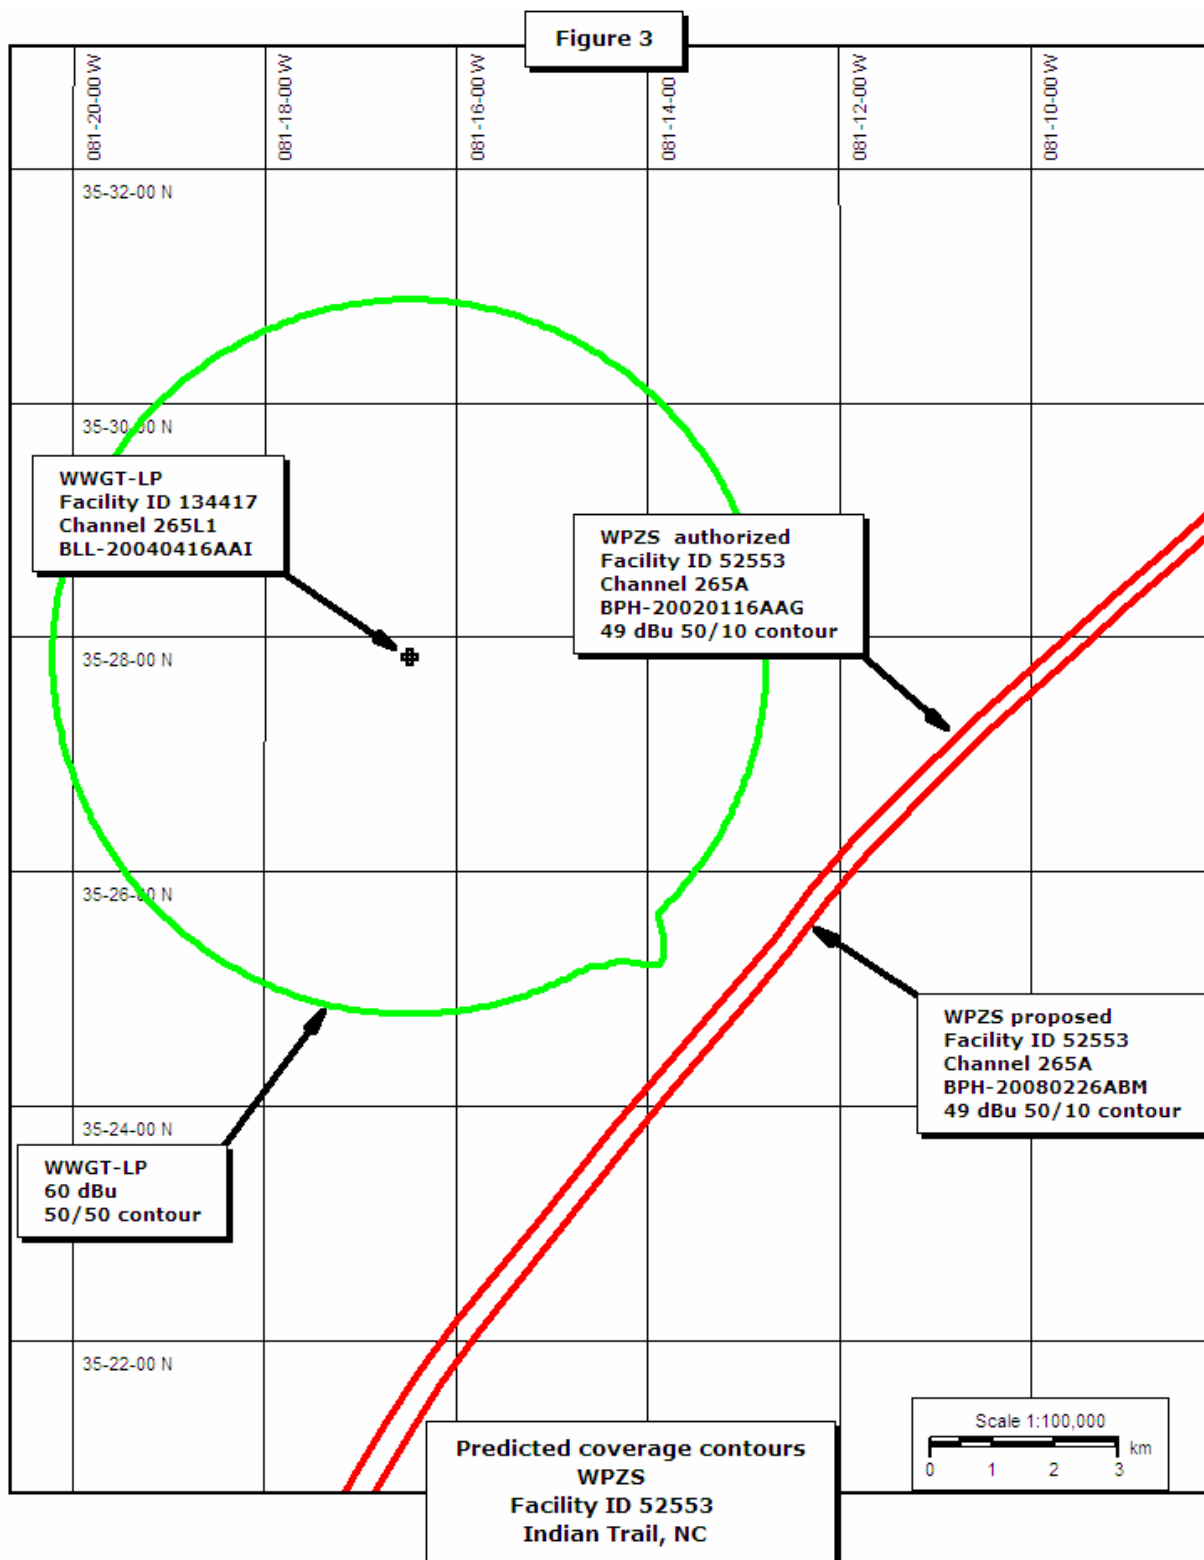 Figure 3
081-20-00 W
081-18-00 W
081-16-00 W
081-14-00
081-12-00 W
081-10-00 W
35-32-00 N
35-30-00 N
WWGT-LP
Facility ID 134417
Channel 265L1
BLL-20040416AAI
WPZS authorized
Facility ID 52553
Channel 265A
BPH-20020116AAG
49 dBu 50/10 contour
35-28-00 N
35-26-00 N
WPZS proposed
Facility ID 52553
Channel 265A
BPH-20080226ABM
49 dBu 50/10 contour
35-24-00 N
WWGT-LP
60 dBu
50/50 contour
35-22-00 N
Scale 1:100,000
km
0 1 2 3
Predicted coverage contours
WPZS
Facility ID 52553
Indian Trail, NC